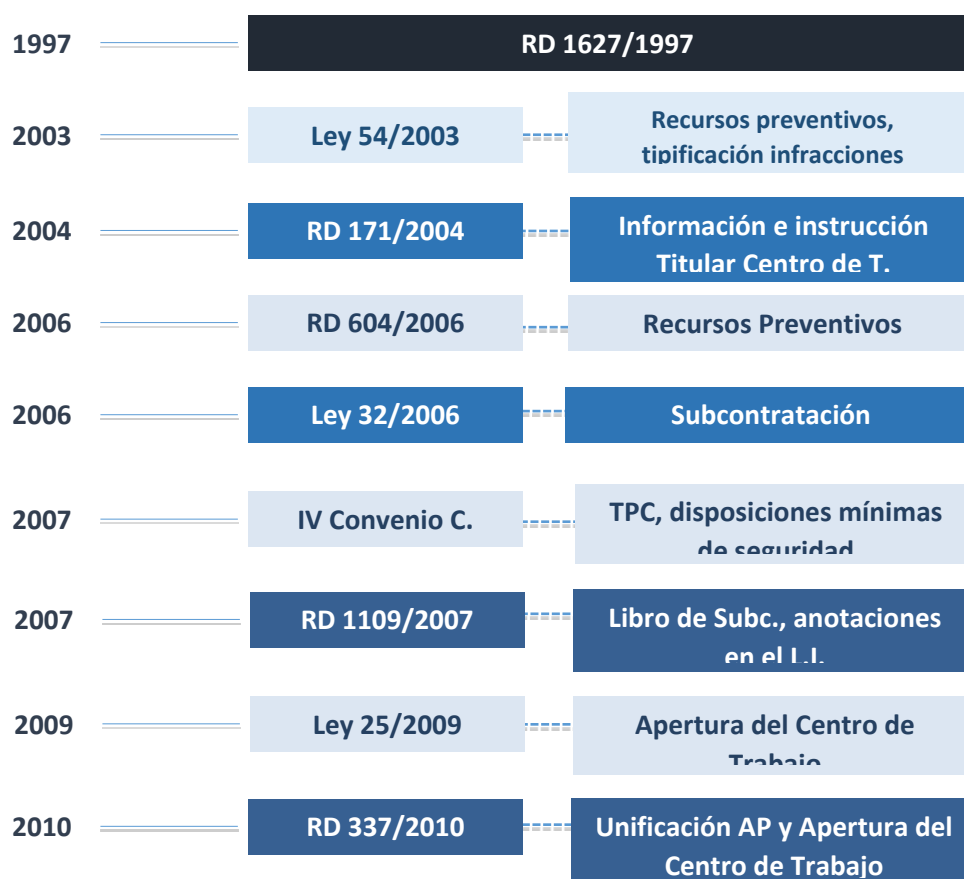 1997
RD 1627/1997
2003
Ley 54/2003
Recursos preventivos,
tipificación infracciones
2004
RD 171/2004
Información e instrucción
Titular Centro de T.
2006
RD 604/2006
Recursos Preventivos
2006
Ley 32/2006
Subcontratación
2007
IV Convenio C.
TPC, disposiciones mínimas
de seguridad
2007
RD 1109/2007
Libro de Subc., anotaciones
en el L.I.
2009
Ley 25/2009
Apertura del Centro de
Trabajo
2010
RD 337/2010
Unificación AP y Apertura del
Centro de Trabajo